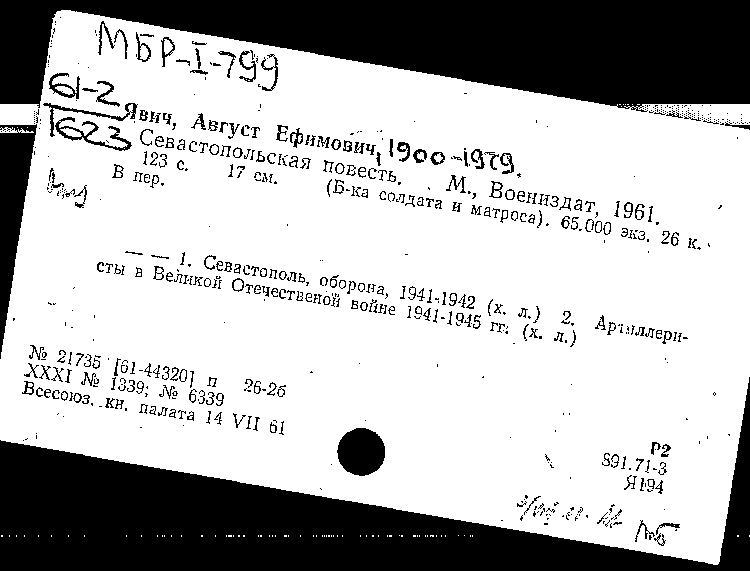 МБР-I-799
61-2
1623
Явич, Август Ефимович, 1900-1979.
Севастопольская повесть. М., Воениздат, 1961.
123 с. 17 см. (Б-ка солдата и матроса). 65.000 экз. 26 к.
В пер.
— — 1. Севастополь, оборона, 1941-1942 (х. л.) 2. Артиллери-
сты в Великой Отечественой войне 1941-1945 гг. (х. л.)
№ 21735 [61-44320] п 26-2б
XXXI № 1339; № 6339
Всесоюз. кн. палата 14 VII 61
Р2
891.71-3
Я194